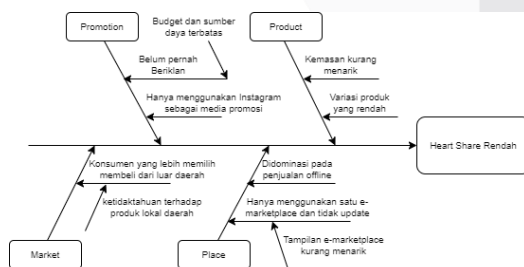 Promotion
Budget dan sumber
daya terbatas
Product
Belum pernah
Beriklan
Kemasan kurang
menarik
Hanya menggunakan Instagram
sebagai media promosi
Variasi produk
yang rendah
Heart Share Rendah
Konsumen yang lebih memilih
membeli dari luar daerah
Didominasi pada
penjualan offline
ketidaktahuan terhadap
produk lokal daerah
Hanya menggunakan satu e-
marketplace dan tidak update
Market
Place
Tampilan e-marketplace
kurang menarik